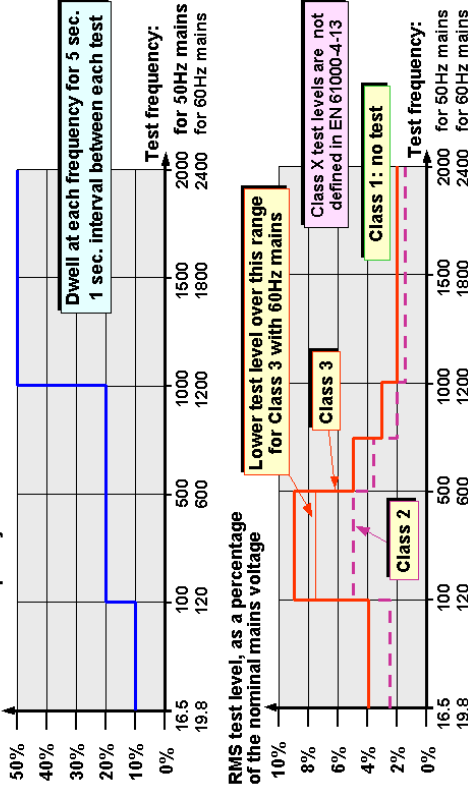 50%
40%
30%
20%
10%
0%
Dwell at each frequency for 5 sec.
1 sec. interval between each test
Test frequency:
16.5 100 500 1000 1500 2000 for 50Hz mains
19.8 120 600 1200 1800 2400 for 60Hz mains
RMS test level, as a percentage
of the nominal mains voltage
10%
8%
6%
4%
2%
0%
Lower test level over this range
for Class 3 with 60Hz mains
Class 3
Class 2
Class X test levels are not
defined in EN 61000-4-13
Class 1: no test
Test frequency:
16.5 100 500 1000 1500 2000 for 50Hz mains
19.8 120 600 1200 1800 2400 for 60Hz mains